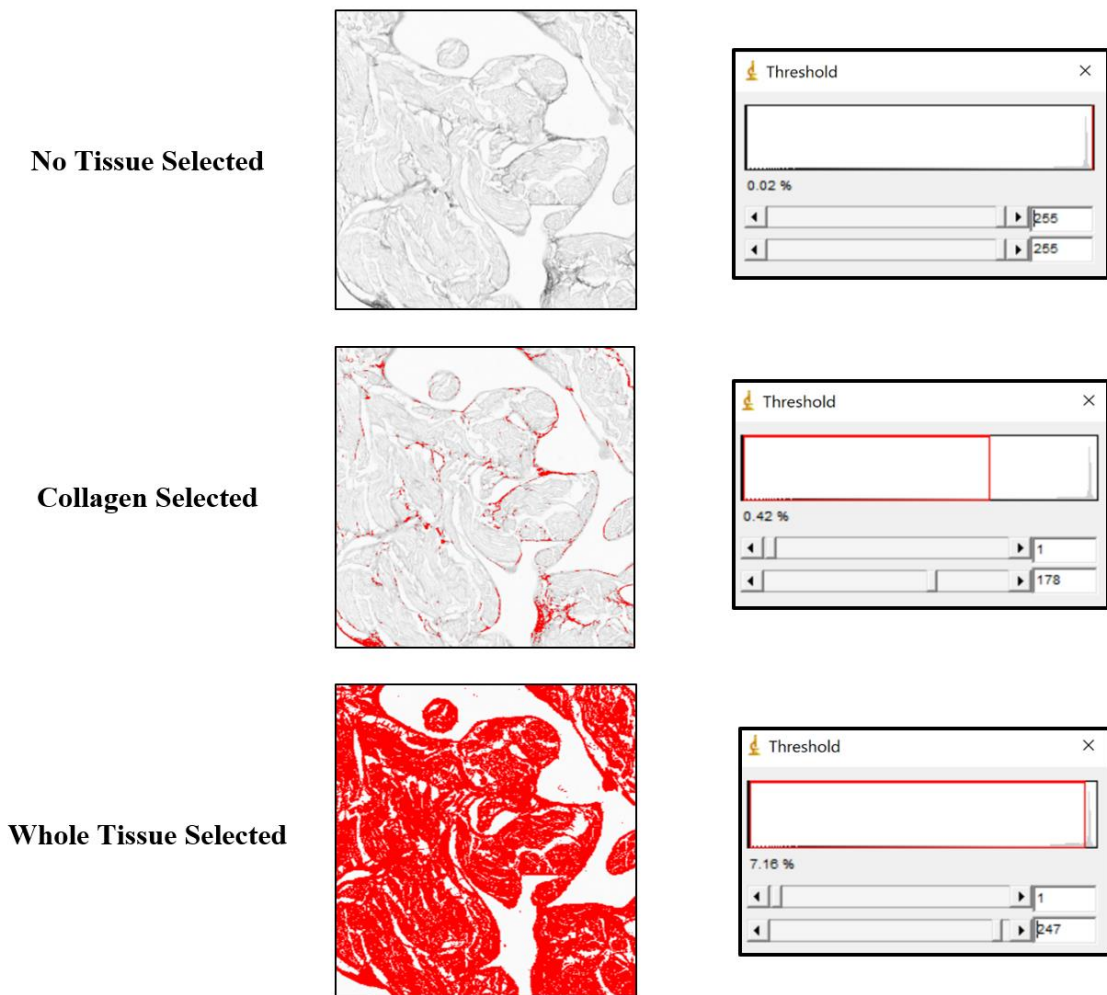 No Tissue Selected
Threshold
0.02 %
255
255
Collagen Selected
Threshold
0.42 %
1
178
Whole Tissue Selected
Threshold
7.16 %
1
247